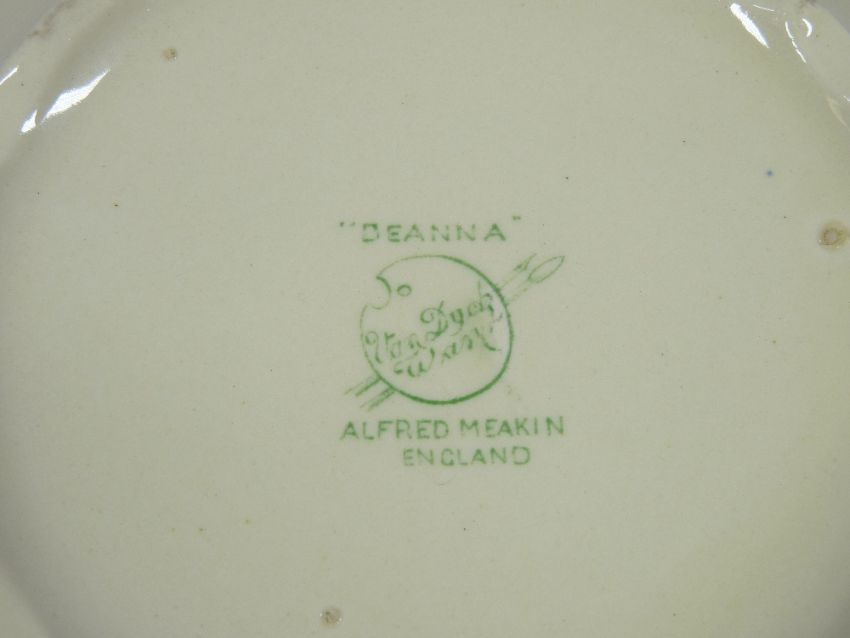 "DEANNA"
Van Dyck
Ware
ALFRED MEAKIN
ENGLAND